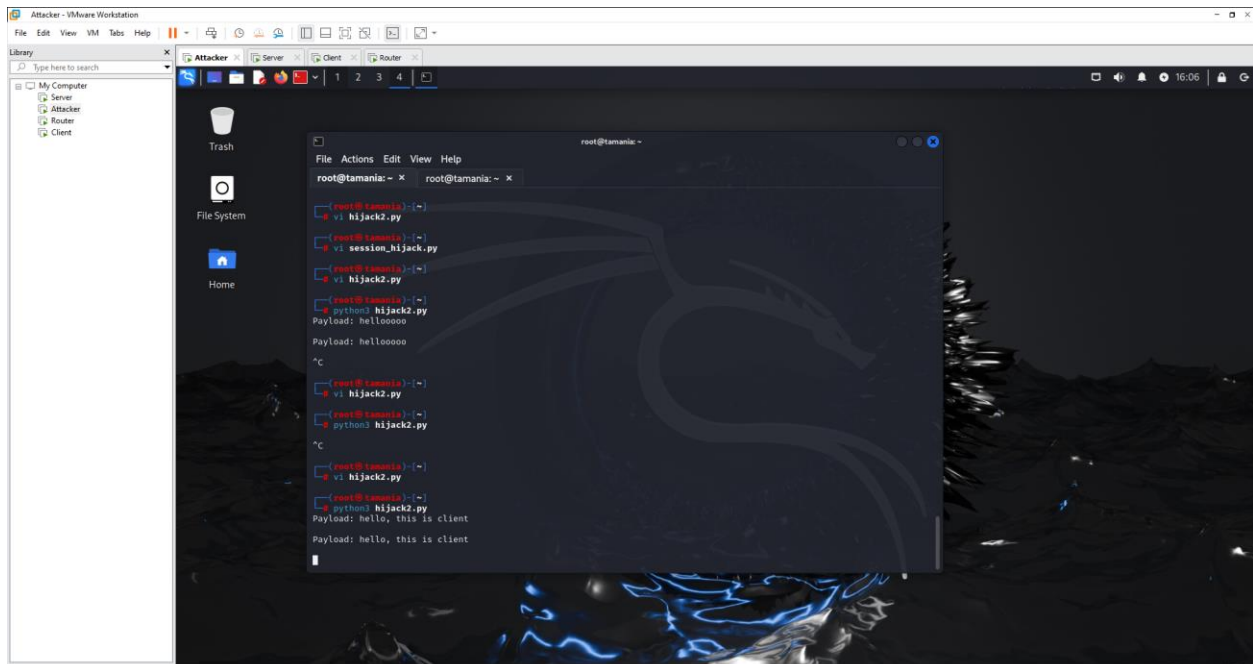 Attacker - VMware Workstation
File Edit View VM Tabs Help
Library
Type here to search
My Computer
Server
Attacker
Router
Client
Attacker Server Client Router
1 2 3 4 16:06
Trash
File System
Home
root@tamania: ~
File Actions Edit View Help
root@tamania: ~ × root@tamania: ~ ×
(root㉿tamania)-[~]
# vi hijack2.py
(root㉿tamania)-[~]
# vi session_hijack.py
(root㉿tamania)-[~]
# vi hijack2.py
(root㉿tamania)-[~]
# python3 hijack2.py
Payload: hellooooo
Payload: hellooooo
^C
(root㉿tamania)-[~]
# vi hijack2.py
(root㉿tamania)-[~]
# python3 hijack2.py
^C
(root㉿tamania)-[~]
# vi hijack2.py
(root㉿tamania)-[~]
# python3 hijack2.py
Payload: hello, this is client
Payload: hello, this is client